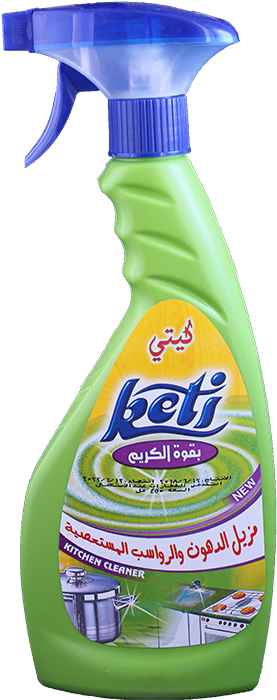 كيتي
keti
بقوة الكريم
NEW
مزيل الدهون والرواسب المستعصية
KITCHEN CLEANER